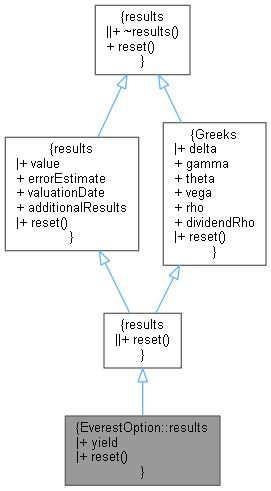 {results
||+ ~results()
+ reset()
}
{results
|+ value
+ errorEstimate
+ valuationDate
+ additionalResults
|+ reset()
}
{Greeks
|+ delta
+ gamma
+ theta
+ vega
+ rho
+ dividendRho
|+ reset()
}
{results
||+ reset()
}
{EverestOption::results
|+ yield
|+ reset()
}